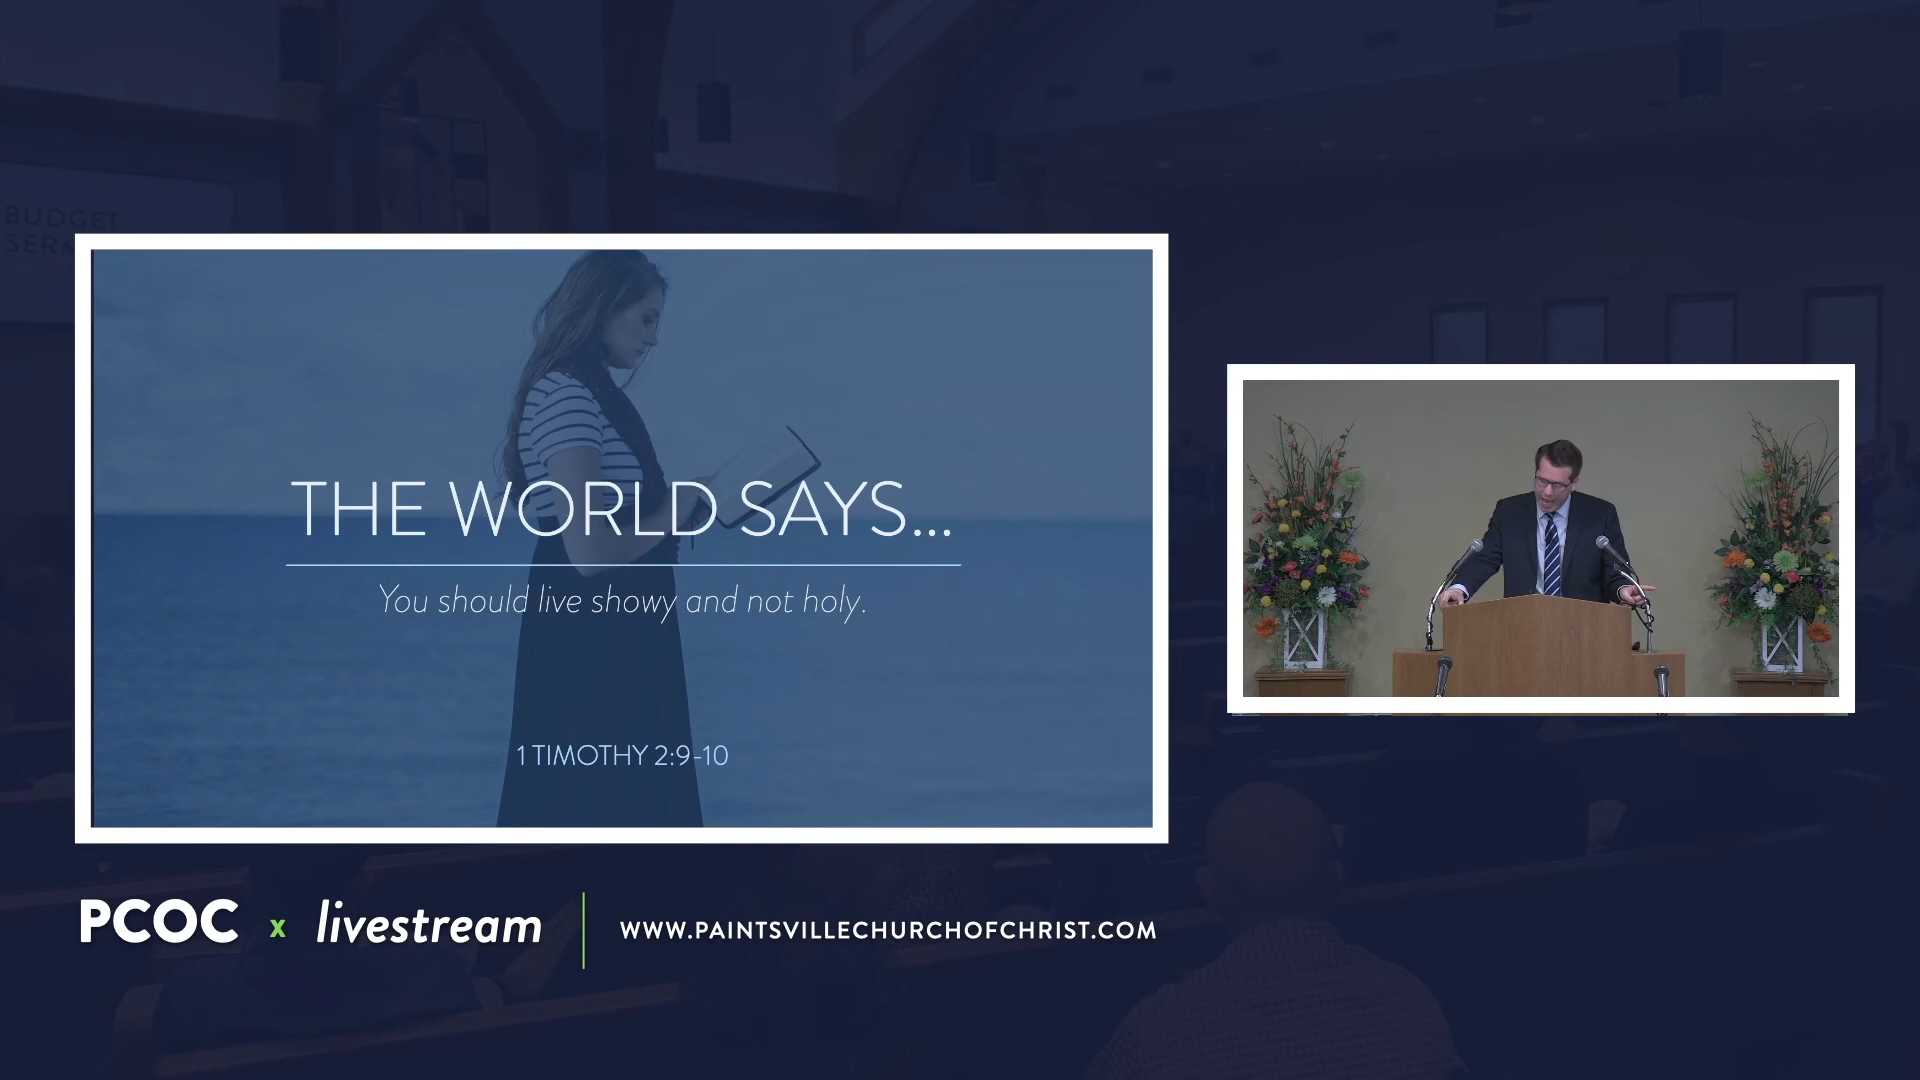 BUDGET
THE WORLD SAYS...
You should live showy and not holy.
1 TIMOTHY 2:9-10
PCOC x livestream
WWW.PAINTSVILLECHURCHOFCHRIST.COM